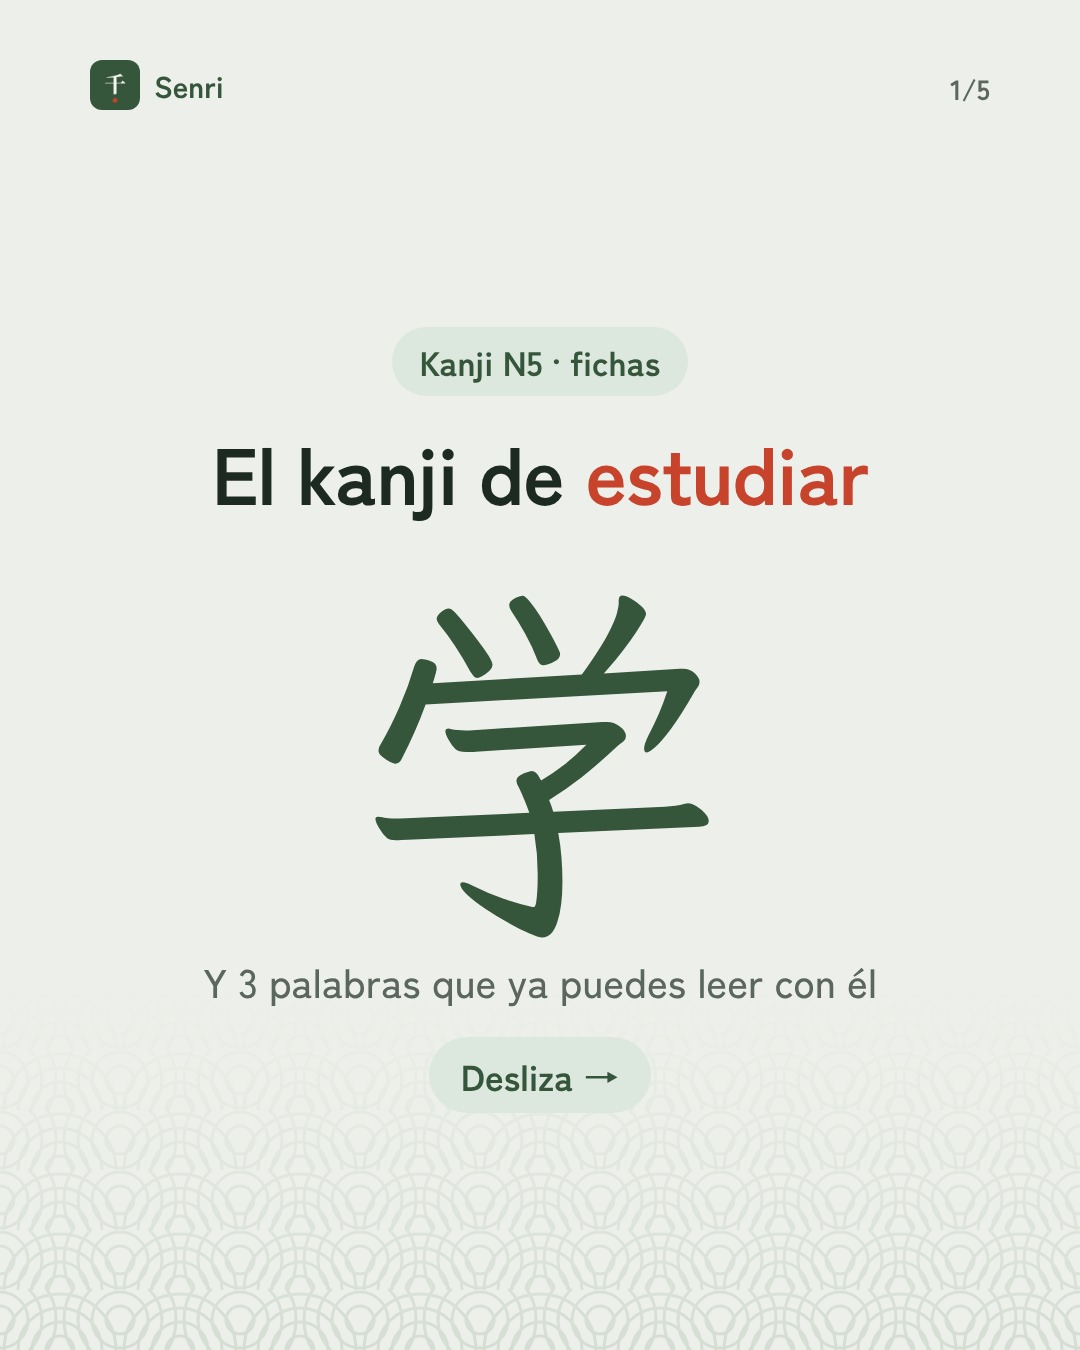 千
Senri
1/5
Kanji N5 · fichas
El kanji de estudiar
学
Y 3 palabras que ya puedes leer con él
Desliza →